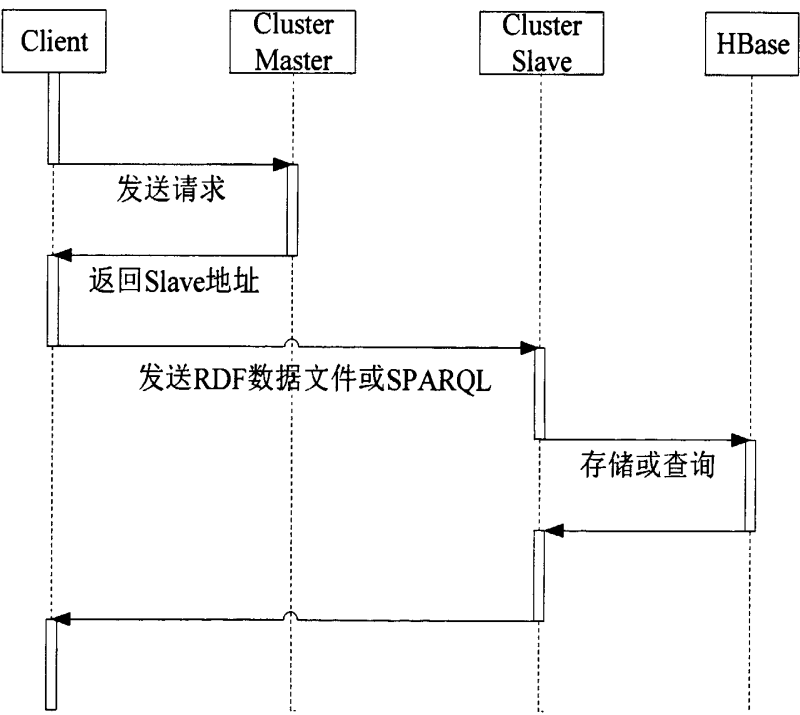 Client
Cluster
Master
Cluster
Slave
HBase
发送请求
返回Slave地址
发送RDF数据文件或SPARQL
存储或查询